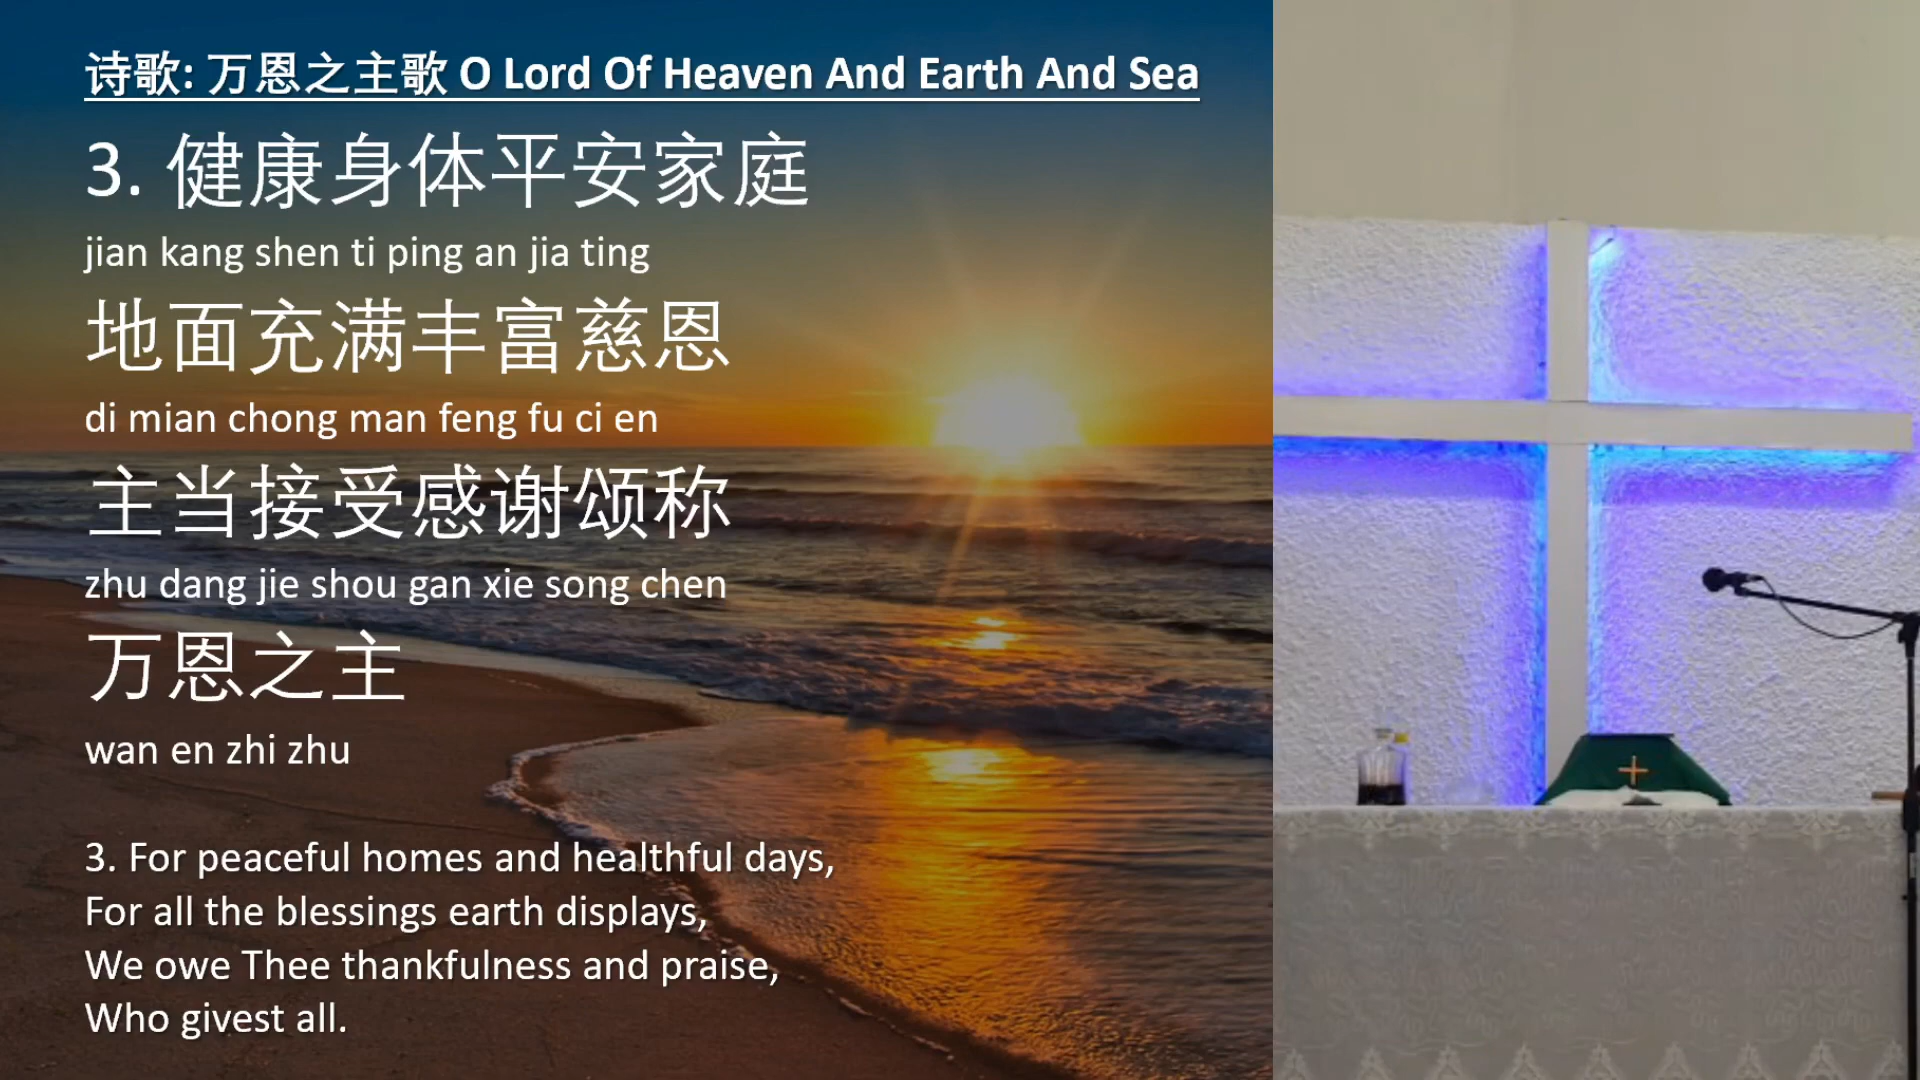 诗歌: 万恩之主歌 O Lord Of Heaven And Earth And Sea
3. 健康身体平安家庭
jian kang shen ti ping an jia ting
地面充满丰富慈恩
di mian chong man feng fu ci en
主当接受感谢颂称
zhu dang jie shou gan xie song chen
万恩之主
wan en zhi zhu
3. For peaceful homes and healthful days,
For all the blessings earth displays,
We owe Thee thankfulness and praise,
Who givest all.